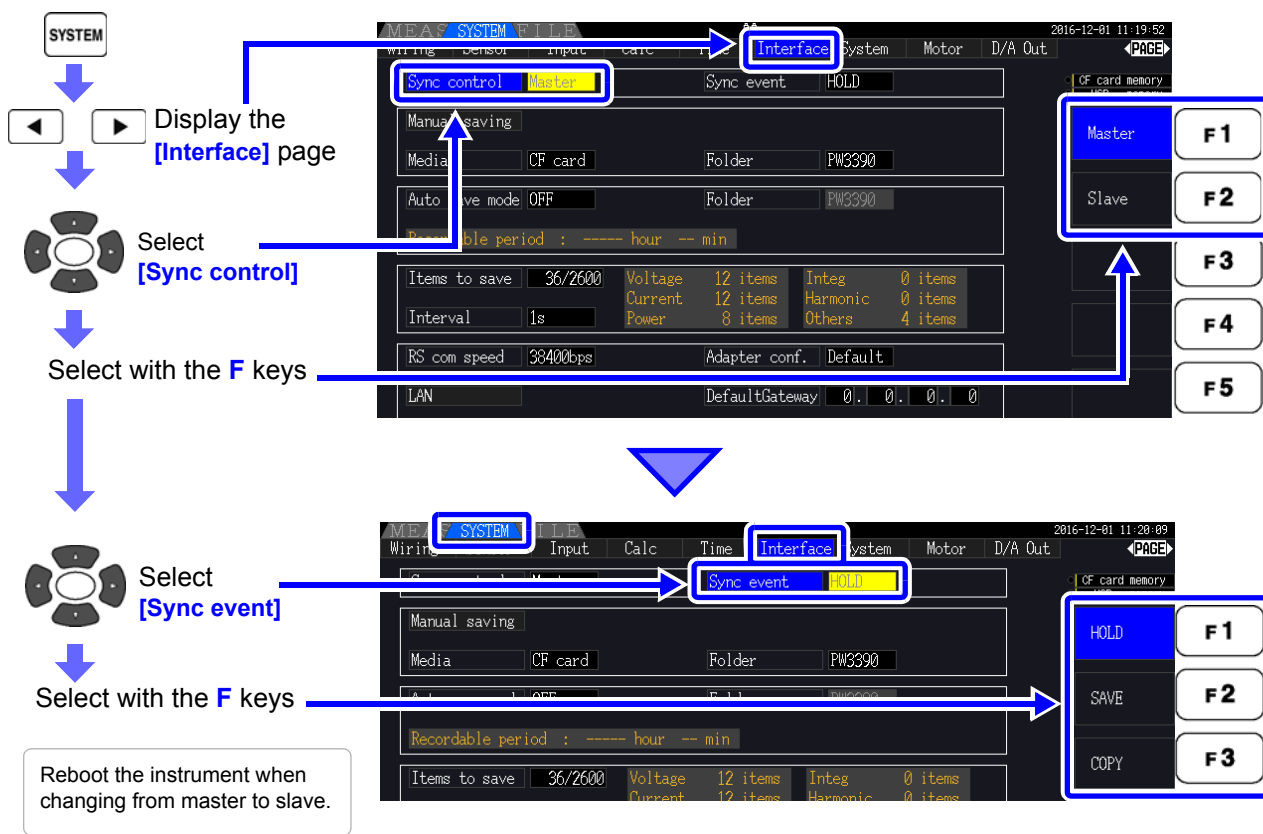 SYSTEM
Display the
[Interface] page
Select
[Sync control]
Select with the F keys
MEAS SYSTEM FILE
2016-12-01 11:19:52
Wiring Sensor Input Calc Time Interface System Motor D/A Out
PAGE
Sync control Master Sync event HOLD
CF card memory
Manual saving
Media CF card Folder PW3390
Auto save mode OFF Folder PW3390
Recordable period : ----- hour -- min
Items to save 36/2600 Voltage 12 items Integ 0 items
Current 12 items Harmonic 0 items
Interval 1s Power 8 items Others 4 items
RS com speed 38400bps Adapter conf. Default
LAN DefaultGateway 0. 0. 0. 0
Master F1
Slave F2
F3
F4
F5
Select
[Sync event]
Select with the F keys
Reboot the instrument when
changing from master to slave.
MEAS SYSTEM FILE
2016-12-01 11:20:09
Wiring Input Calc Time Interface System Motor D/A Out
PAGE
Sync event HOLD
CF card memory
Manual saving
Media CF card Folder PW3390
Recordable period : ----- hour -- min
Items to save 36/2600 Voltage 12 items Integ 0 items
Current 12 items Harmonic 0 items
HOLD F1
SAVE F2
COPY F3